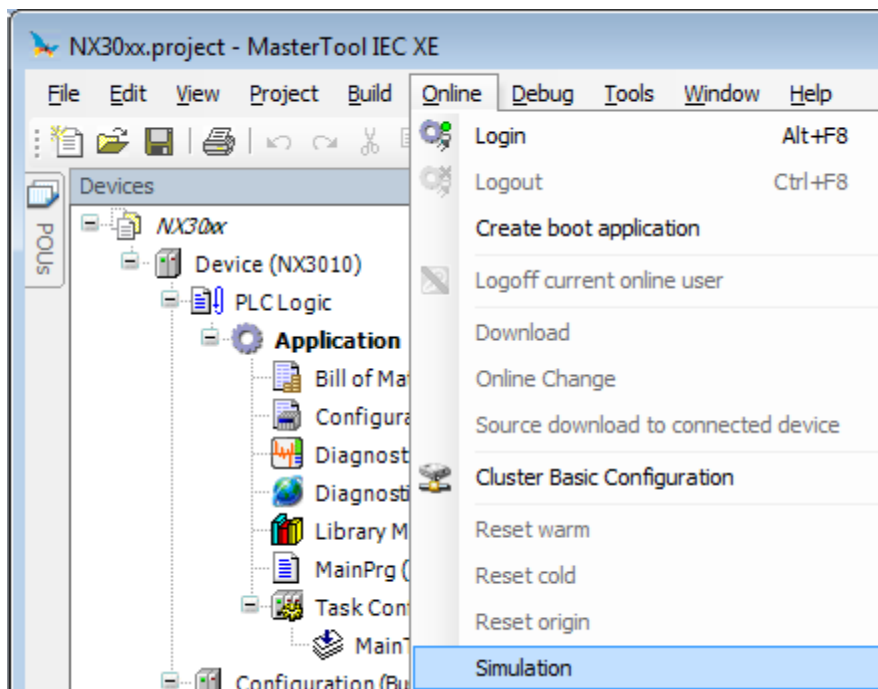 NX30xx.project - MasterTool IEC XE
File Edit View Project Build Online Debug Tools Window Help
Login Alt+F8
Devices
Logout Ctrl+F8
POUs
NX30xx
Create boot application
Device (NX3010)
Logoff current online user
PLC Logic
Application
Download
Bill of Ma
Online Change
Configura
Source download to connected device
Diagnost
Cluster Basic Configuration
Diagnosti
Library M
Reset warm
MainPrg (
Reset cold
Task Con
Reset origin
MainT
Simulation
Configuration (Bu